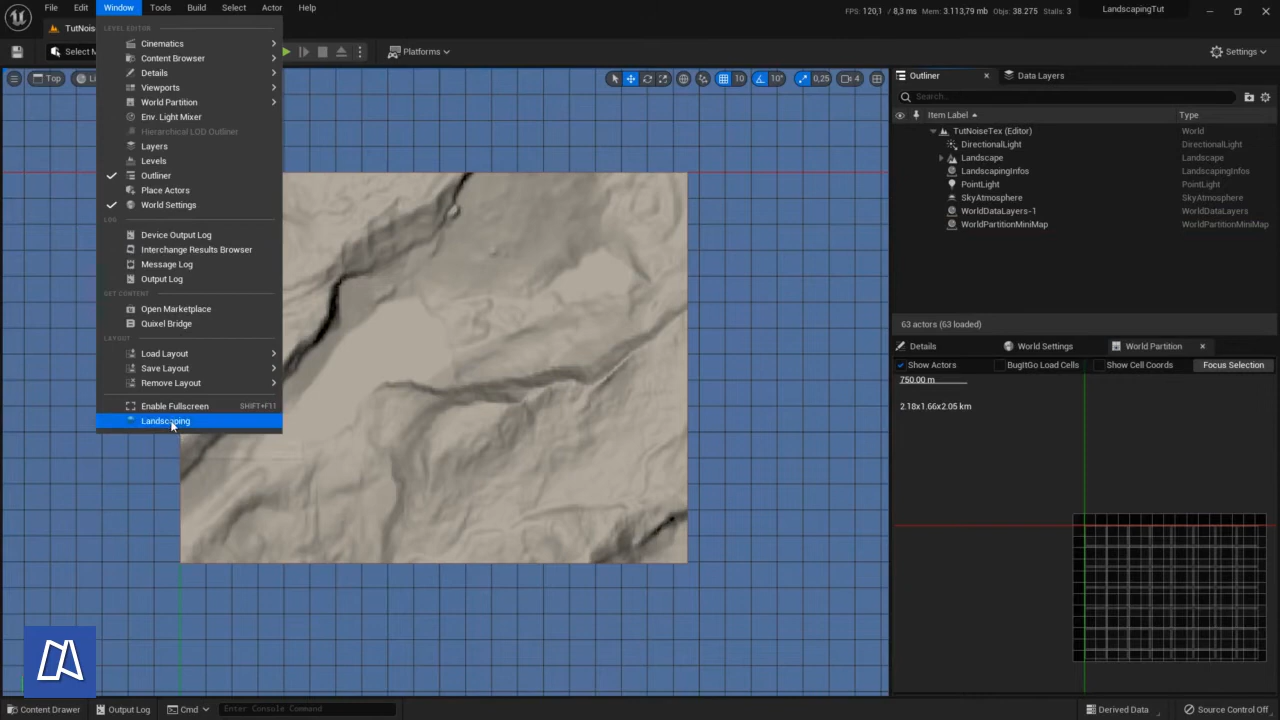 File Edit Window Tools Build Select Actor Help
FPS: 129,1 / 8,3 ms Mem: 3.113,79 mb Objs: 38.275 Stalls: 3
LandscapingTut
TutNoise
Select M
Platforms
Settings
LEVEL EDITOR
Cinematics
Content Browser
Details
Viewports
World Partition
Env. Light Mixer
Hierarchical LOD Outliner
Layers
Levels
Outliner
Place Actors
World Settings
LOG
Device Output Log
Interchange Results Browser
Message Log
Output Log
GET CONTENT
Open Marketplace
Quixel Bridge
LAYOUT
Load Layout
Save Layout
Remove Layout
Enable Fullscreen SHIFT+F11
Landscaping
Top Li
10 10° 0,25 4
Outliner Data Layers
Search...
Item Label Type
TutNoiseTex (Editor) World
DirectionalLight DirectionalLight
Landscape Landscape
LandscapingInfos LandscapingInfos
PointLight PointLight
SkyAtmosphere SkyAtmosphere
WorldDataLayers-1 WorldDataLayers
WorldPartitionMiniMap WorldPartitionMiniMap
63 actors (63 loaded)
Details World Settings World Partition
Show Actors BugItGo Load Cells Show Cell Coords Focus Selection
750.00 m
2.18x1.66x2.05 km
Content Drawer Output Log Cmd Enter Console Command Derived Data Source Control Off